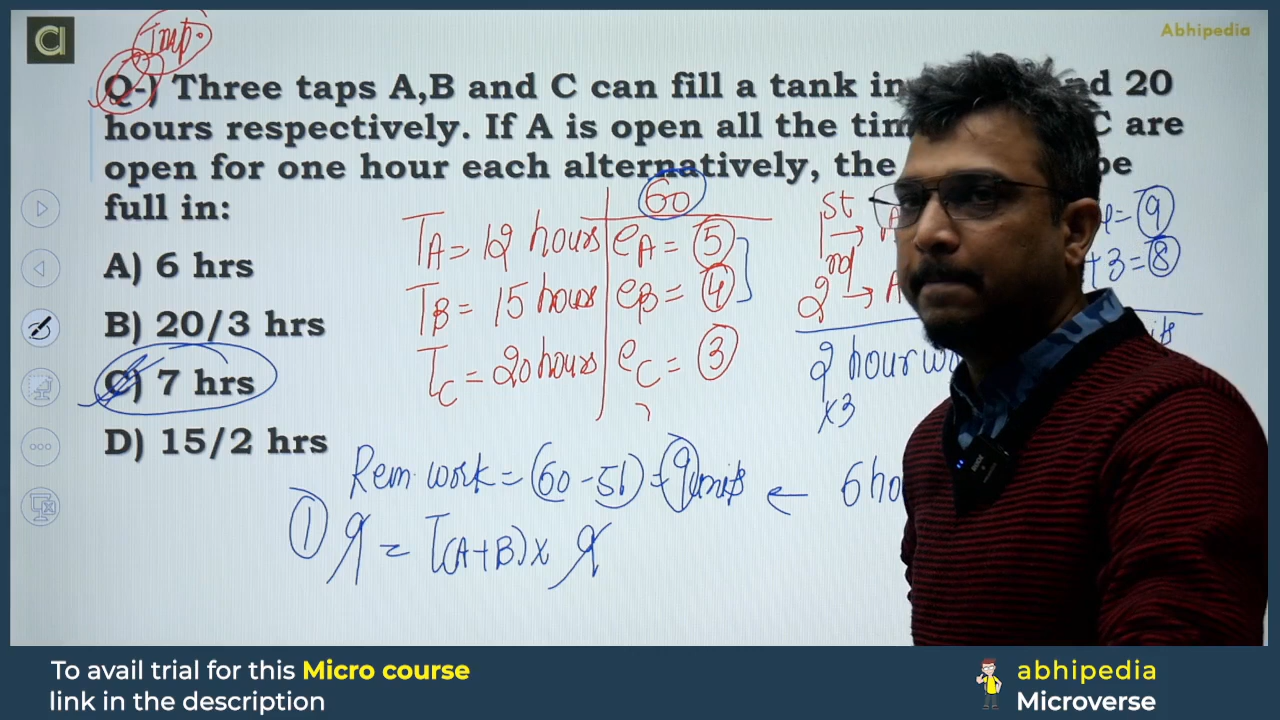 Abhipedia
Imp.
Q-) Three taps A,B and C can fill a tank in nd 20
hours respectively. If A is open all the tim C are
open for one hour each alternatively, the be
full in:
A) 6 hrs
B) 20/3 hrs
C) 7 hrs
D) 15/2 hrs
60
TA = 12 hours eA = 5
TB = 15 hours eB = 4
TC = 20 hours eC = 3
1st → A = 9
2nd → A +3 = 8
2 hour wo
x3
6 ho
Rem. work = (60 - 51) = 9 units ←
1 9 = T(A+B) x 9
To avail trial for this Micro course
link in the description
abhipedia
Microverse